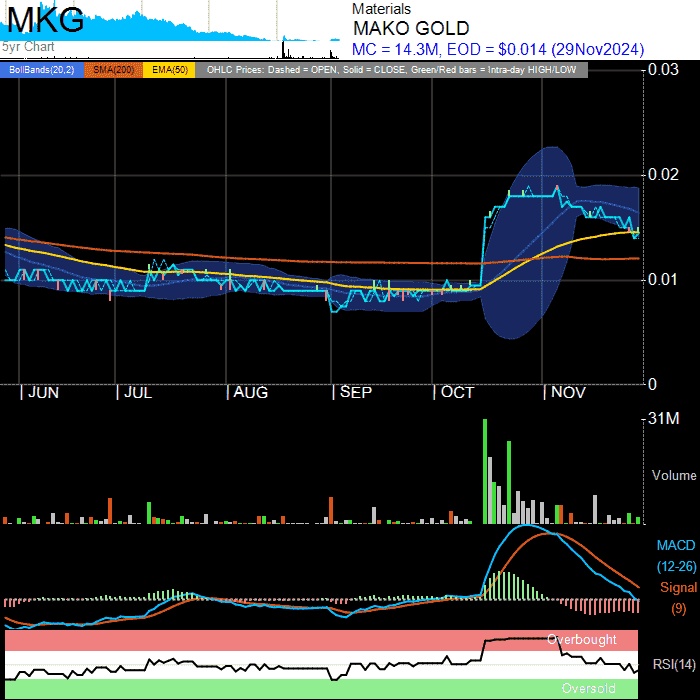 MKG
5yr Chart
Materials
MAKO GOLD
MC = 14.3M, EOD = $0.014 (29Nov2024)
BollBands(20,2) SMA(200) EMA(50) OHLC Prices: Dashed = OPEN, Solid = CLOSE, Green/Red bars = Intra-day HIGH/LOW
0.03
0.02
0.01
0
JUN JUL AUG SEP OCT NOV
31M
Volume
MACD
(12-26)
Signal
(9)
Overbought
RSI(14)
Oversold